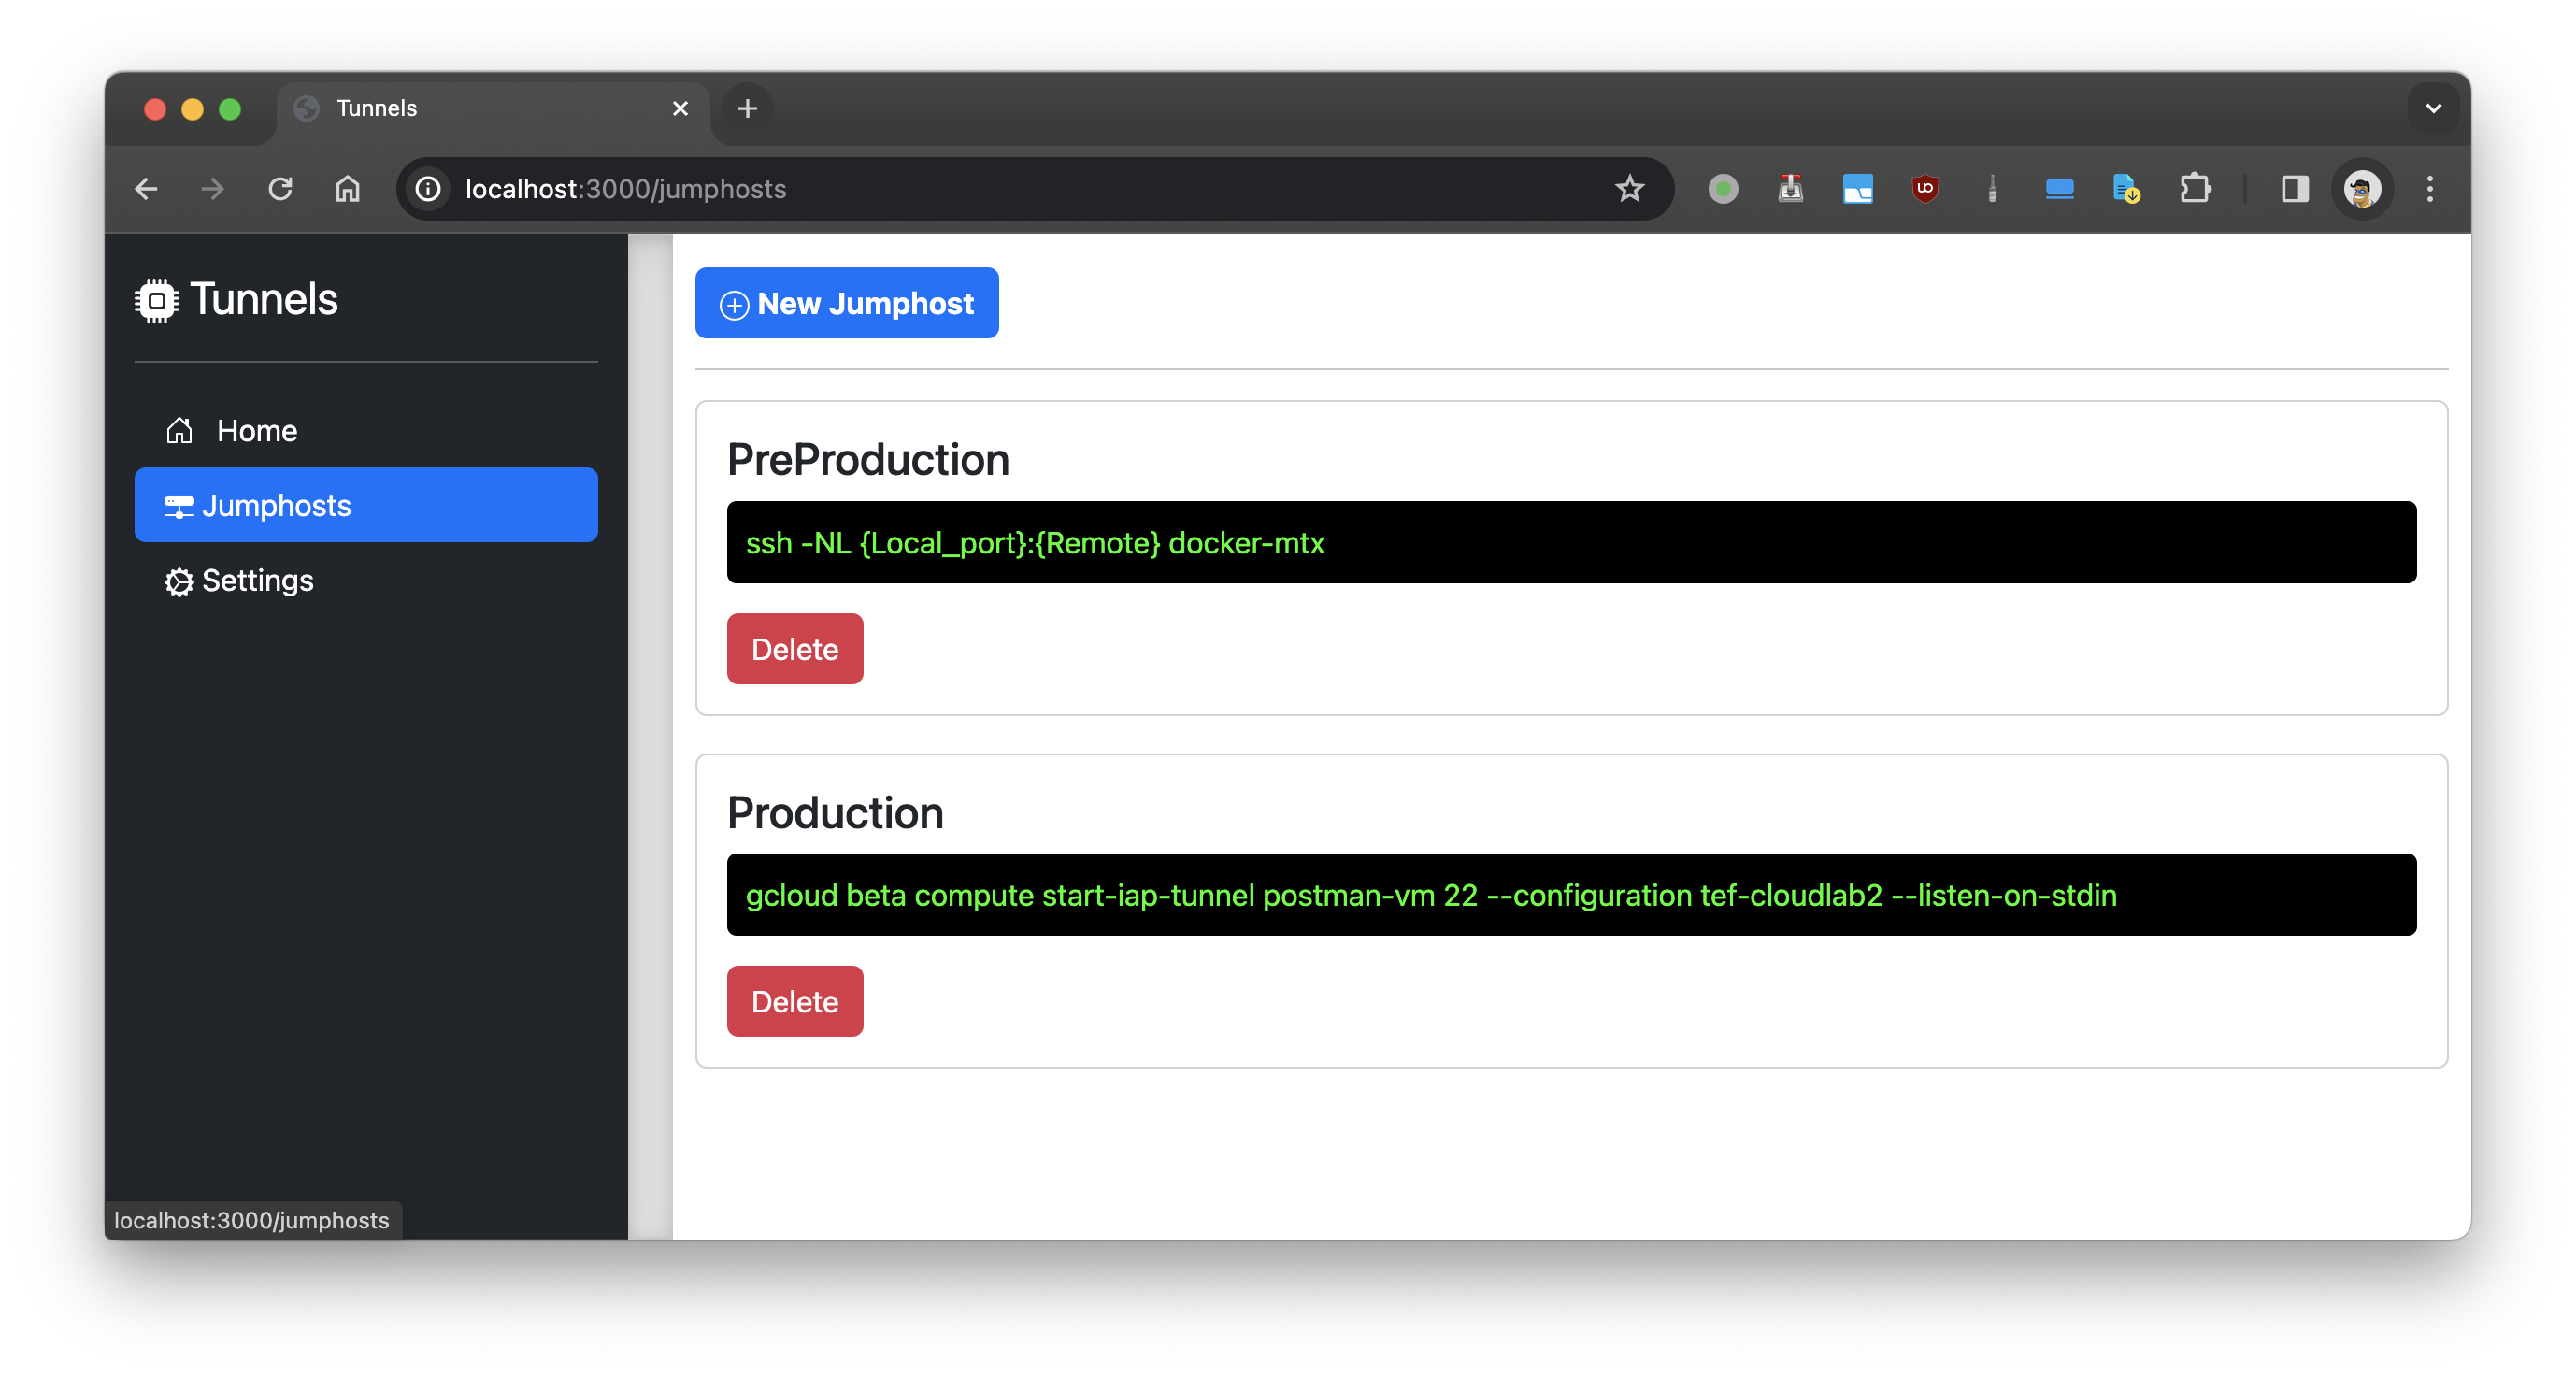 Tunnels
localhost:3000/jumphosts
Tunnels
Home
Jumphosts
Settings
New Jumphost
PreProduction
ssh -NL {Local_port}:{Remote} docker-mtx
Delete
Production
gcloud beta compute start-iap-tunnel postman-vm 22 --configuration tef-cloudlab2 --listen-on-stdin
Delete
localhost:3000/jumphosts